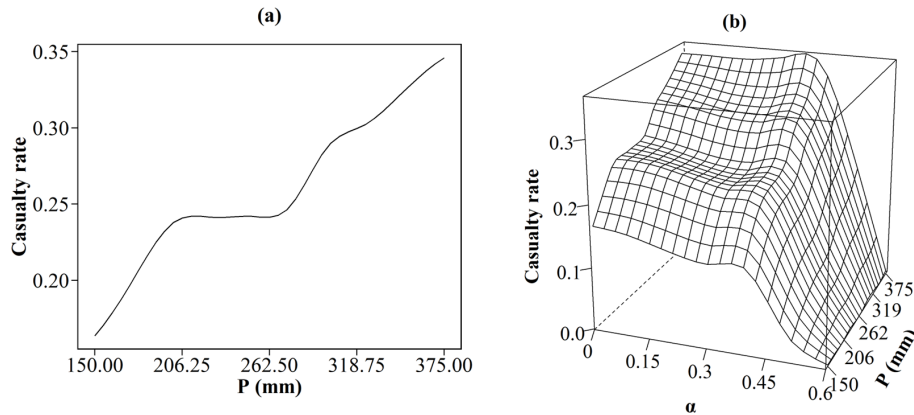 (a)
0.35
0.30
0.25
0.20
Casualty rate
150.00 206.25 262.50 318.75 375.00
P (mm)
(b)
0.3
0.2
0.1
0.0
Casualty rate
0 0.15 0.3 0.45 0.6
α
150 206 262 319 375
P (mm)